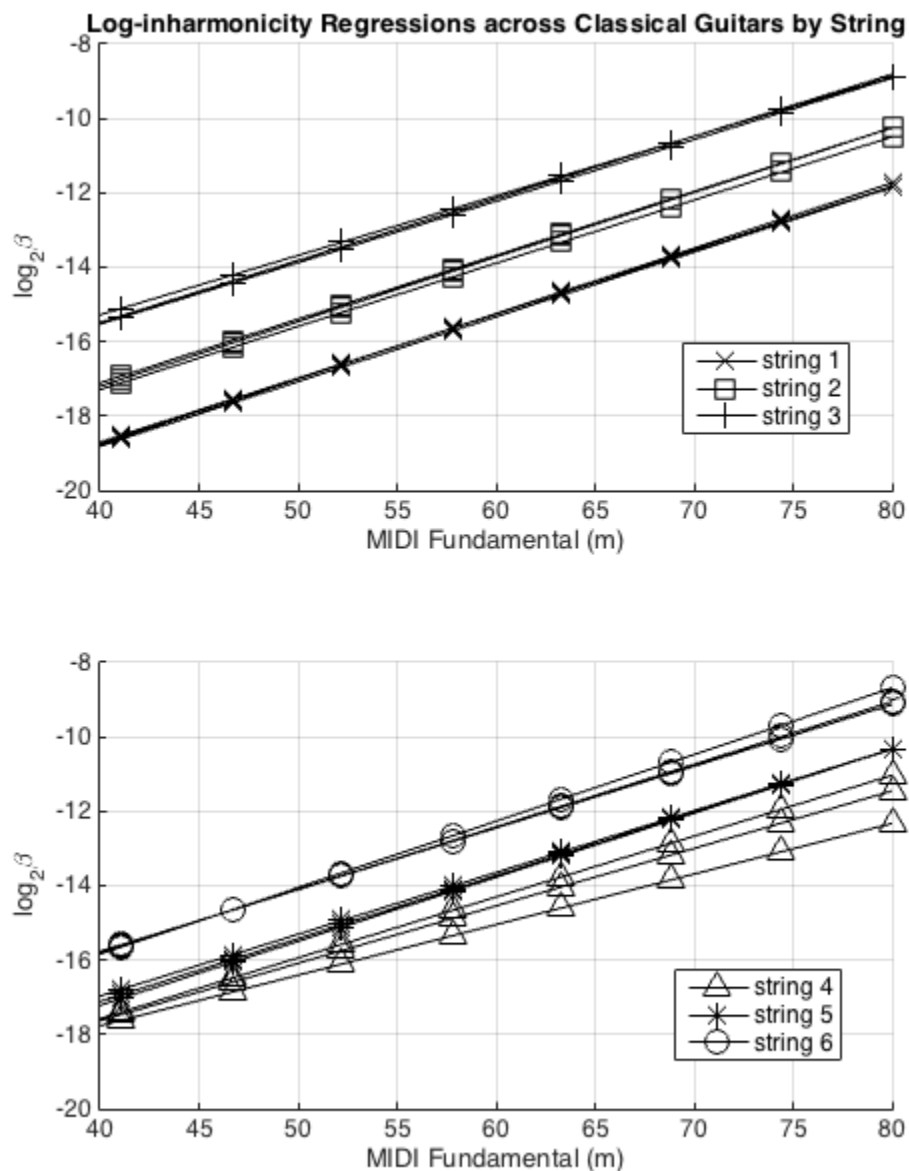 Log-inharmonicity Regressions across Classical Guitars by String
-8
-10
-12
-14
-16
-18
-20
log₂β
string 1
string 2
string 3
40 45 50 55 60 65 70 75 80
MIDI Fundamental (m)
-8
-10
-12
-14
-16
-18
-20
log₂β
string 4
string 5
string 6
40 45 50 55 60 65 70 75 80
MIDI Fundamental (m)